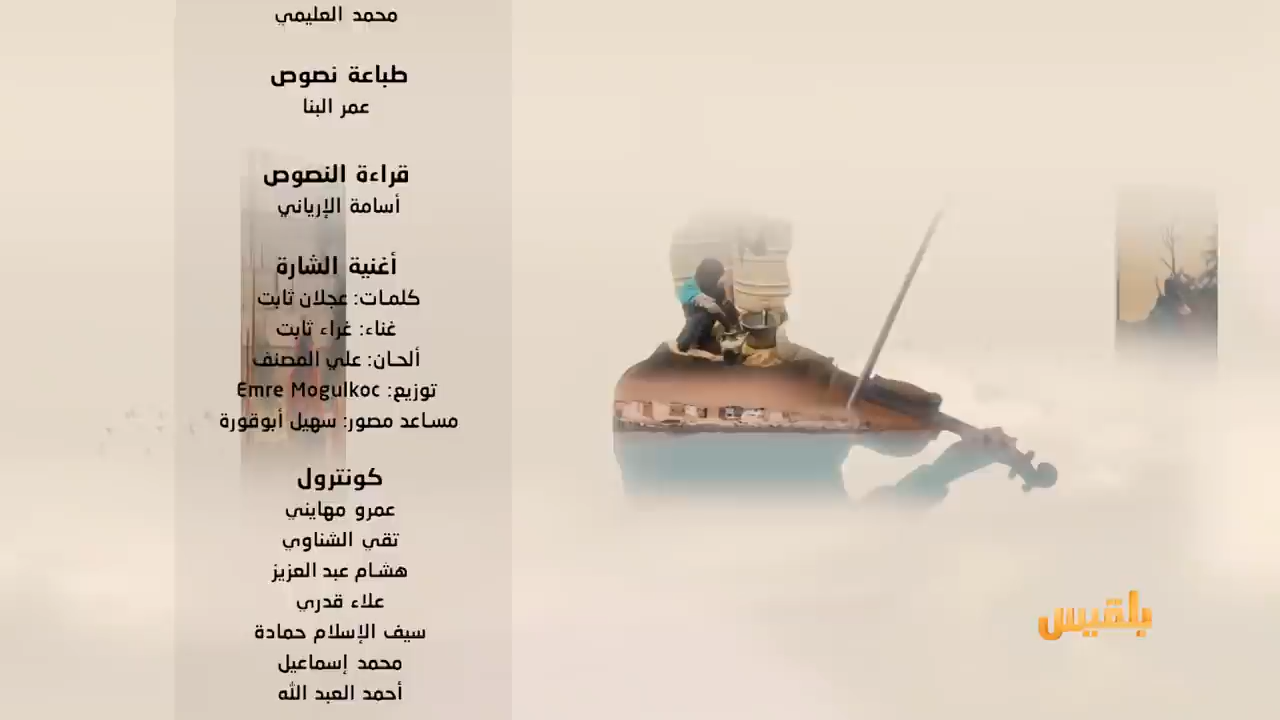 محمد العليمي
طباعة نصوص
عمر البنا
قراءة النصوص
أسامة الإرياني
أغنية الشارة
كلمات: عجلان ثابت
غناء: غراء ثابت
ألحان: علي المصنف
توزيع: Emre Mogulkoc
مساعد مصور: سهيل أبوقورة
كونترول
عمرو مهايني
تقي الشناوي
هشام عبد العزيز
علاء قدري
سيف الإسلام حمادة
محمد إسماعيل
أحمد العبد الله
بلقيس